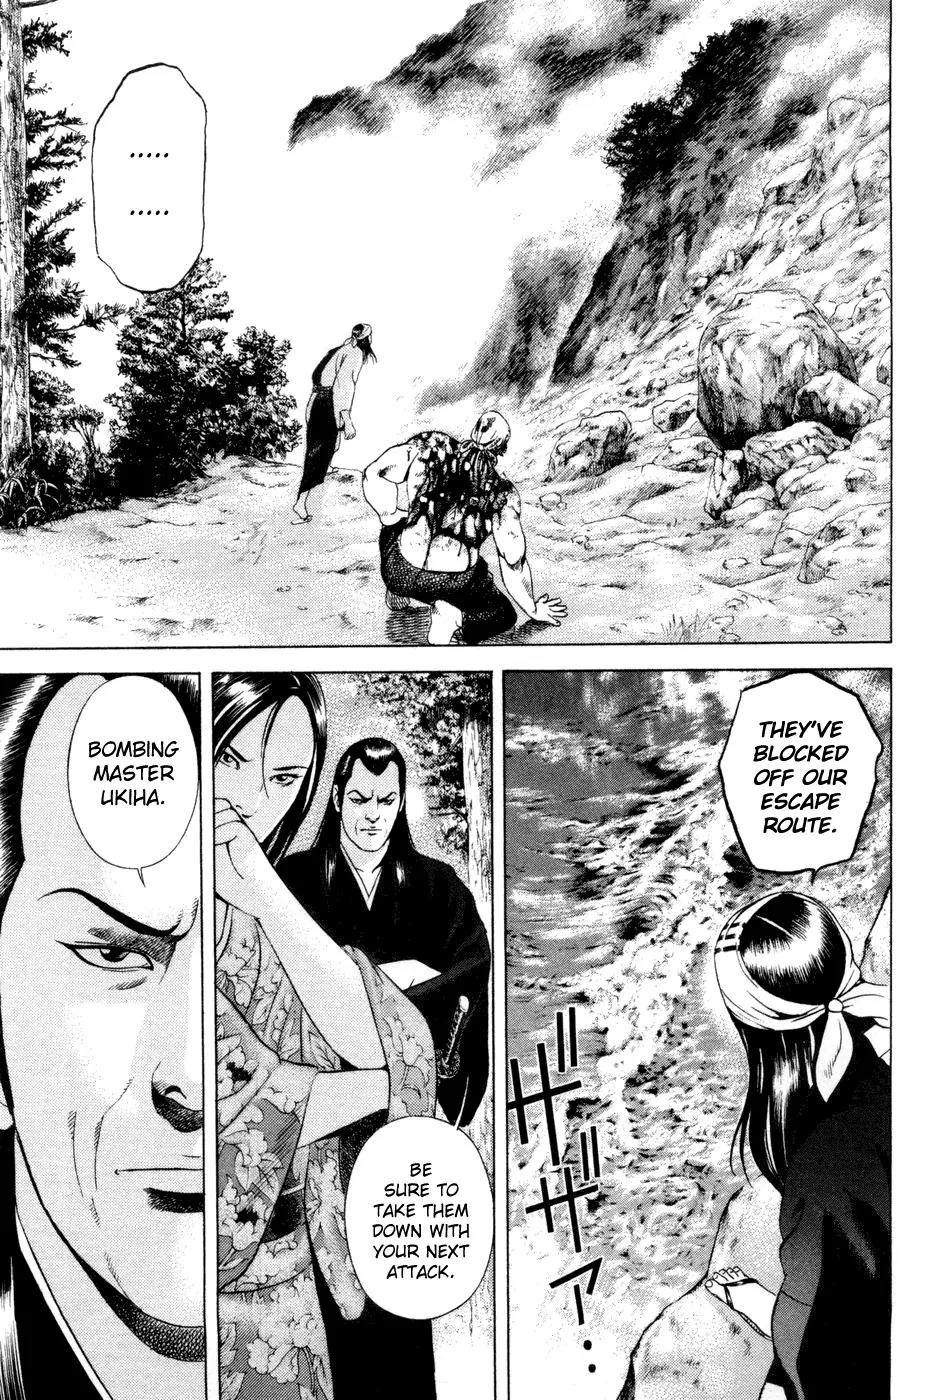 .....
.....
THEY'VE
BLOCKED
OFF OUR
ESCAPE
ROUTE.
ザザザァ・・
BE
SURE TO
TAKE THEM
DOWN WITH
YOUR NEXT
ATTACK.
BOMBING
MASTER
UKIHA.